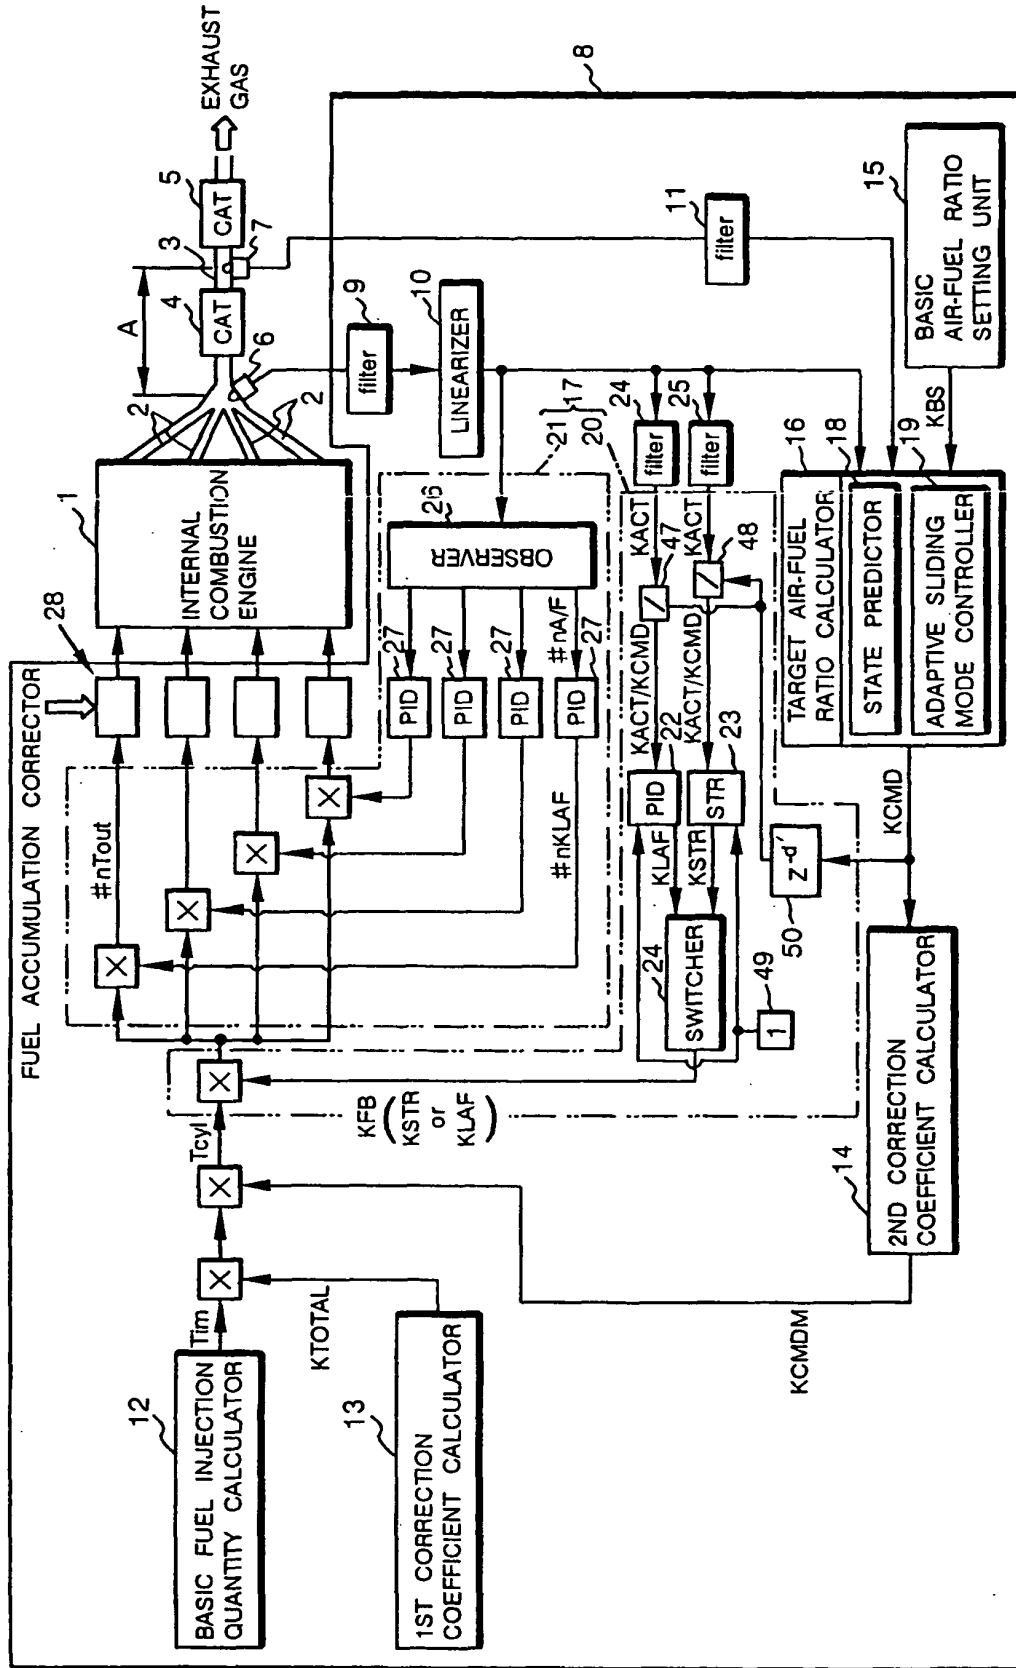 FUEL ACCUMULATION CORRECTOR
28
1
INTERNAL
COMBUSTION
ENGINE
2
2
A
4
CAT
3
5
CAT
EXHAUST
GAS
6
7
8
9
filter
10
LINEARIZER
11
filter
12
BASIC FUEL INJECTION
QUANTITY CALCULATOR
Tim
×
13
1ST CORRECTION
COEFFICIENT CALCULATOR
KTOTAL
×
Tcyl
×
KFB
(KSTR
or
KLAF)
#nTout
×
×
×
×
#nKLAF
PID
27
PID
27
PID
27
PID
27
#nA/F
26
OBSERVER
21
17
20
24
filter
25
filter
KACT
KACT
47
/
48
/
KACT/KCMD
KACT/KCMD
PID
22
STR
23
KLAF
KSTR
24
SWITCHER
49
1
50
Z-d′
KCMD
KCMDM
14
2ND CORRECTION
COEFFICIENT CALCULATOR
16
TARGET AIR-FUEL
RATIO CALCULATOR
18
STATE PREDICTOR
19
ADAPTIVE SLIDING
MODE CONTROLLER
KBS
15
BASIC
AIR-FUEL RATIO
SETTING UNIT